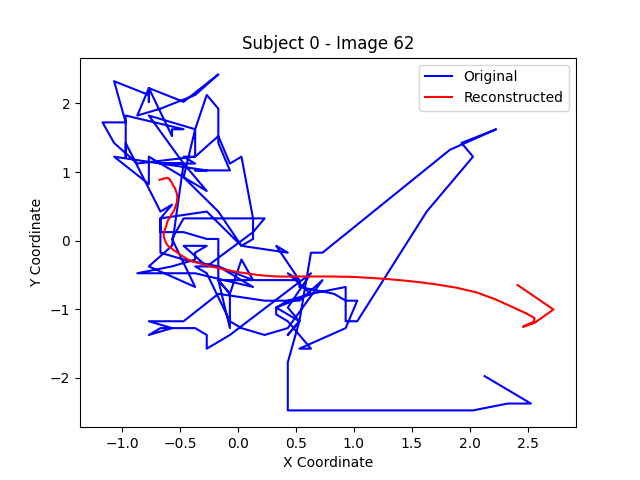 Subject 0 - Image 62
Original
Reconstructed
Y Coordinate
2
1
0
−1
−2
−1.0 −0.5 0.0 0.5 1.0 1.5 2.0 2.5
X Coordinate